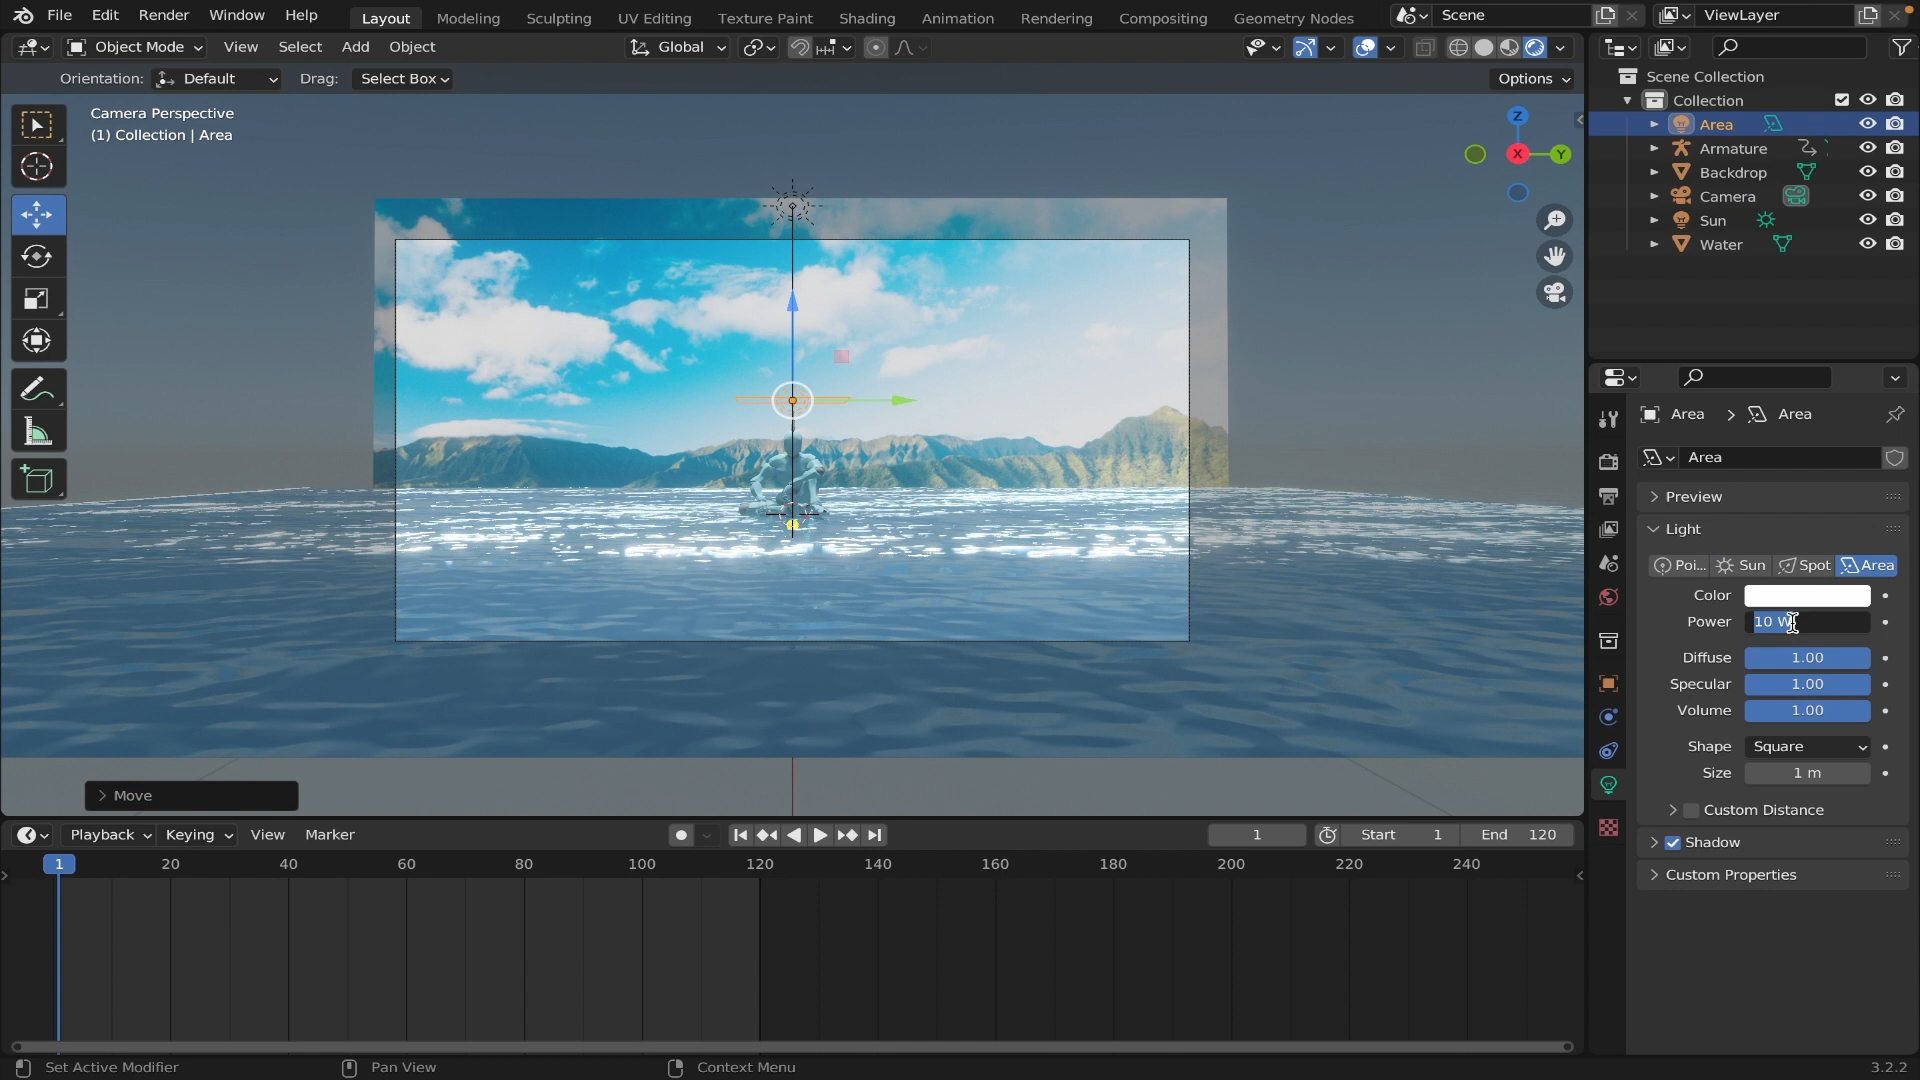 File Edit Render Window Help Layout Modeling Sculpting UV Editing Texture Paint Shading Animation Rendering Compositing Geometry Nodes Scene ViewLayer
Object Mode View Select Add Object Global
Orientation: Default Drag: Select Box Options
Camera Perspective
(1) Collection | Area
Z
X
Y
Move
Scene Collection
Collection
Area
Armature
Backdrop
Camera
Sun
Water
Area > Area
Area
Preview
Light
Poi... Sun Spot Area
Color
Power 10 W
Diffuse 1.00
Specular 1.00
Volume 1.00
Shape Square
Size 1 m
Custom Distance
Shadow
Custom Properties
Playback Keying View Marker 1 Start 1 End 120
1 20 40 60 80 100 120 140 160 180 200 220 240
Set Active Modifier Pan View Context Menu 3.2.2